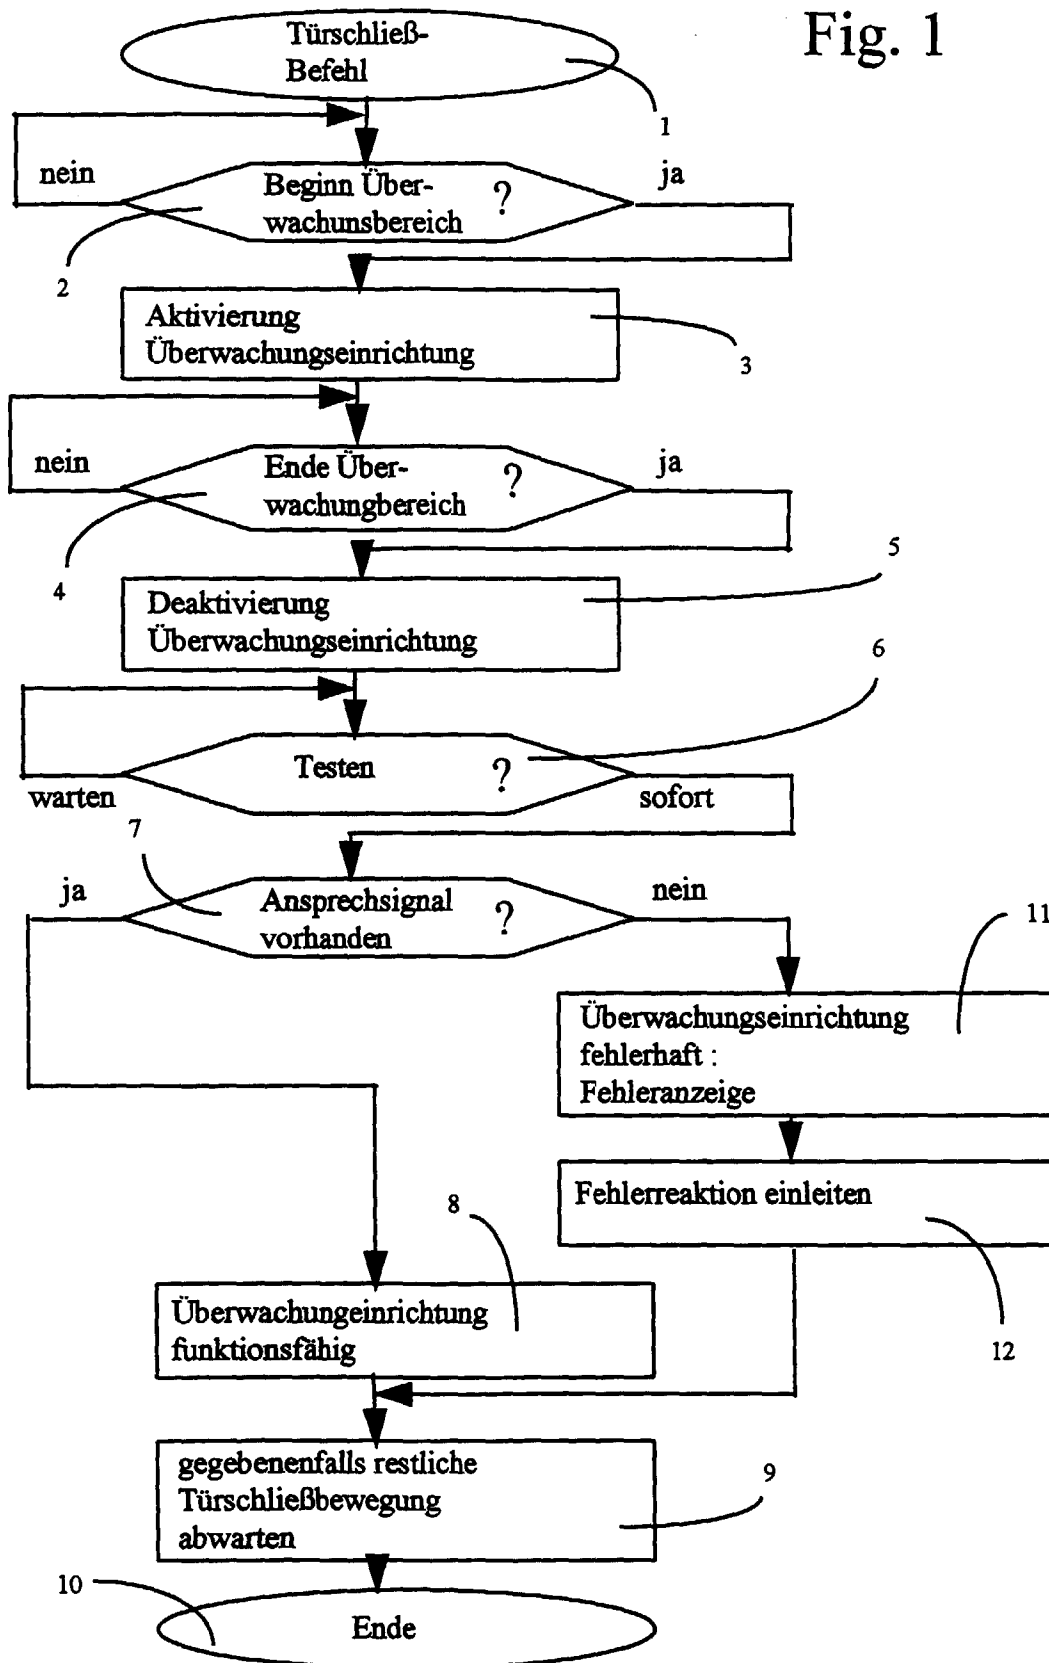 Fig. 1
Türschließ-
Befehl
1
nein
ja
Beginn Über-
wachunsbereich
?
2
Aktivierung
Überwachungseinrichtung
3
nein
ja
Ende Über-
wachungbereich
?
4
5
Deaktivierung
Überwachungseinrichtung
6
Testen
?
warten
sofort
7
ja
nein
Ansprechsignal
vorhanden
?
11
Überwachungseinrichtung
fehlerhaft :
Fehleranzeige
Fehlerreaktion einleiten
8
12
Überwachungeinrichtung
funktionsfähig
gegebenenfalls restliche
Türschließbewegung
abwarten
9
10
Ende